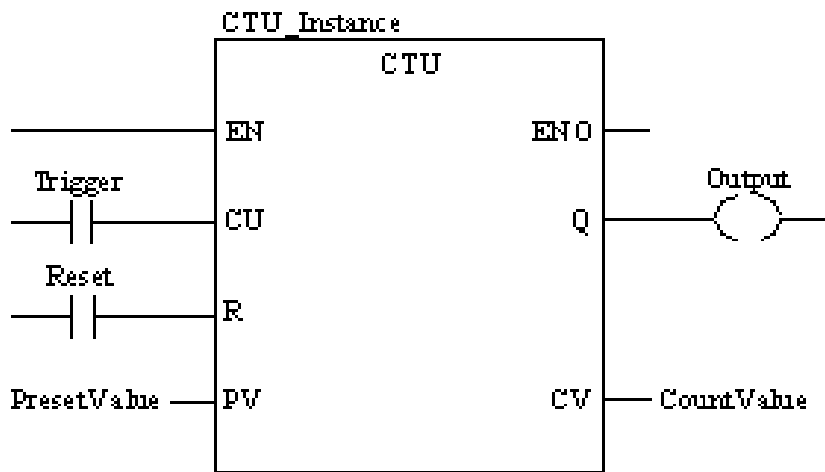 CTU_Instance
CTU
EN ENO
Trigger Output
CU Q
Reset
R
PresetValue PV CV CountValue